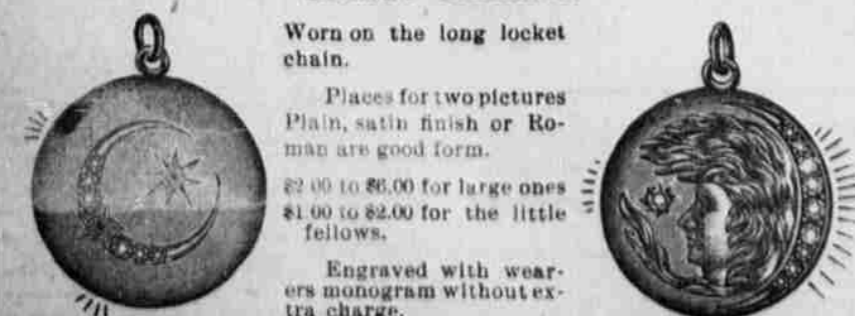 Worn on the long locket
chain.
Places for two pictures
Plain, satin finish or Ro-
man are good form.
$2.00 to $6.00 for large ones
$1.00 to $2.00 for the little
fellows.
Engraved with wear-
ers monogram without ex-
tra charge.